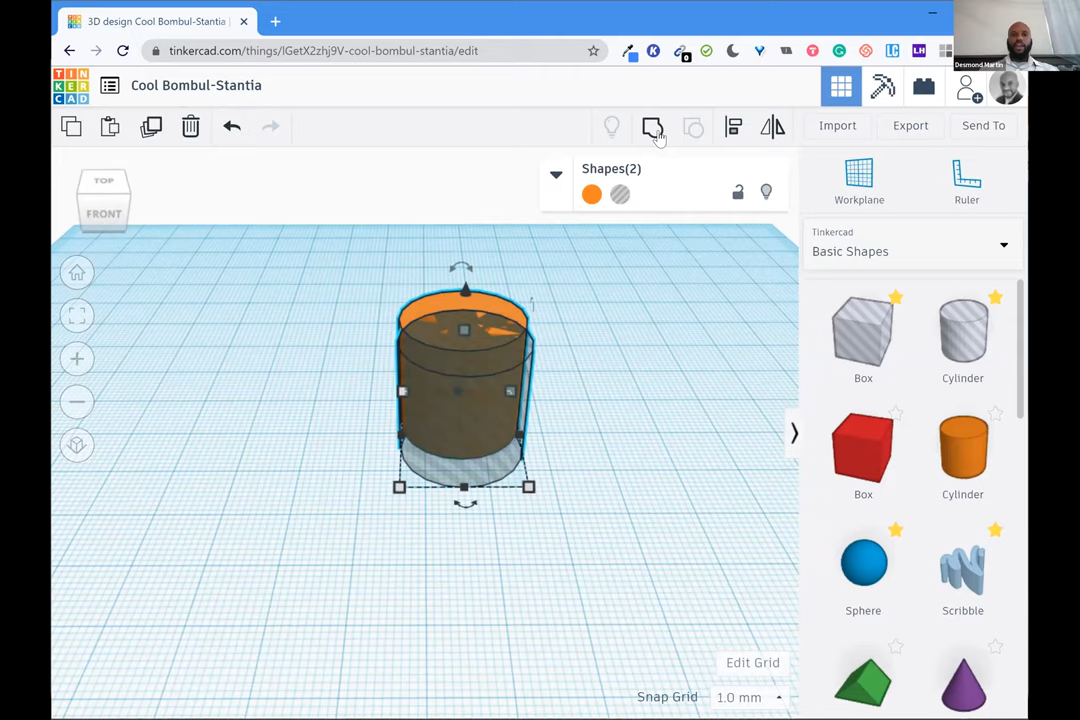 3D design Cool Bombul-Stantia |
tinkercad.com/things/lGetX2zhj9V-cool-bombul-stantia/edit
Desmond Martin
TIN
KER
CAD
Cool Bombul-Stantia
Import
Export
Send To
Shapes(2)
TOP
FRONT
Workplane
Ruler
Tinkercad
Basic Shapes
Box
Cylinder
Box
Cylinder
Sphere
Scribble
Edit Grid
Snap Grid
1.0 mm